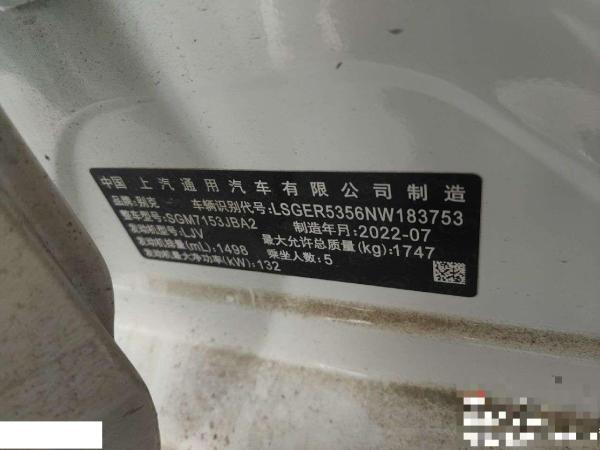 中国 上汽通用汽车有限公司制造
品牌:别克 车辆识别代号:LSGER5356NW183753
整车型号:SGM7153JBA2 制造年月:2022-07
发动机型号:LJV 最大允许总质量(kg):1747
发动机排量(mL):1498 乘坐人数:5
发动机最大净功率(kW):132